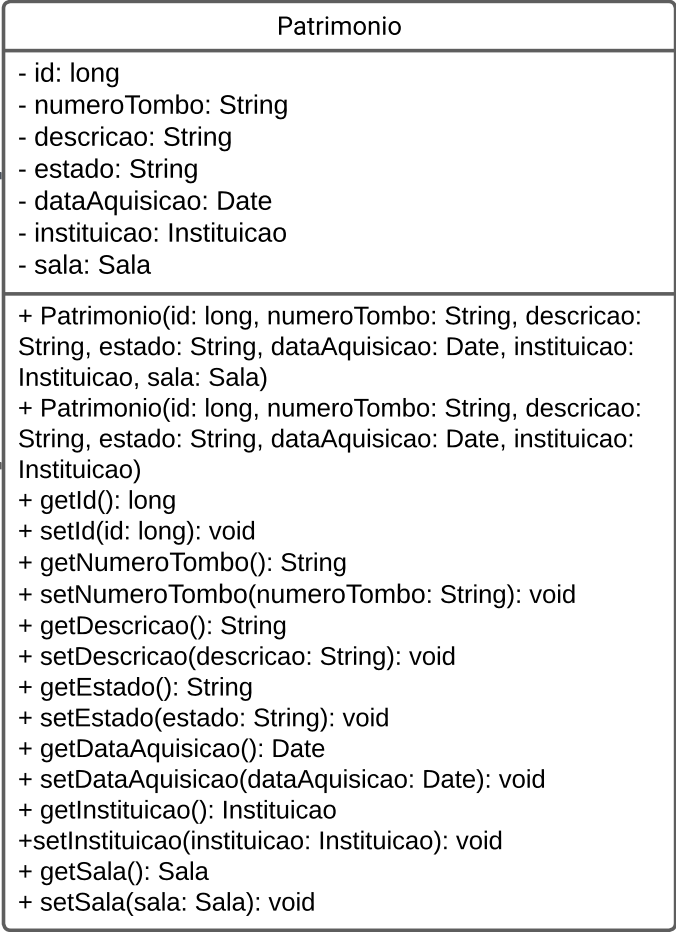 Patrimonio
- id: long
- numeroTombo: String
- descricao: String
- estado: String
- dataAquisicao: Date
- instituicao: Instituicao
- sala: Sala
+ Patrimonio(id: long, numeroTombo: String, descricao:
String, estado: String, dataAquisicao: Date, instituicao:
Instituicao, sala: Sala)
+ Patrimonio(id: long, numeroTombo: String, descricao:
String, estado: String, dataAquisicao: Date, instituicao:
Instituicao)
+ getId(): long
+ setId(id: long): void
+ getNumeroTombo(): String
+ setNumeroTombo(numeroTombo: String): void
+ getDescricao(): String
+ setDescricao(descricao: String): void
+ getEstado(): String
+ setEstado(estado: String): void
+ getDataAquisicao(): Date
+ setDataAquisicao(dataAquisicao: Date): void
+ getInstituicao(): Instituicao
+setInstituicao(instituicao: Instituicao): void
+ getSala(): Sala
+ setSala(sala: Sala): void